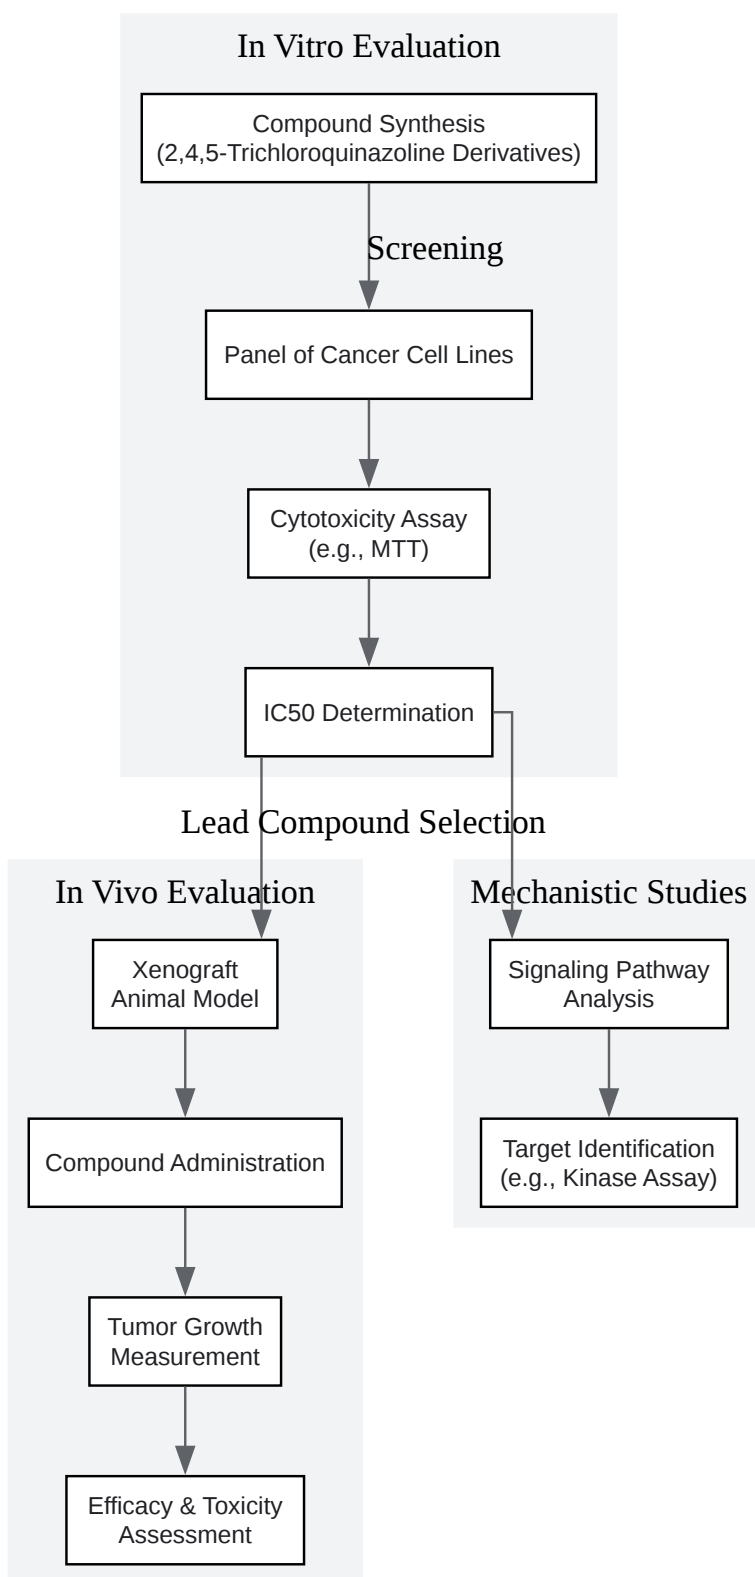 In Vitro Evaluation
Compound Synthesis
(2,4,5-Trichloroquinazoline Derivatives)
Screening
Panel of Cancer Cell Lines
Cytotoxicity Assay
(e.g., MTT)
IC50 Determination
Lead Compound Selection
In Vivo Evaluation
Xenograft
Animal Model
Compound Administration
Tumor Growth
Measurement
Efficacy & Toxicity
Assessment
Mechanistic Studies
Signaling Pathway
Analysis
Target Identification
(e.g., Kinase Assay)